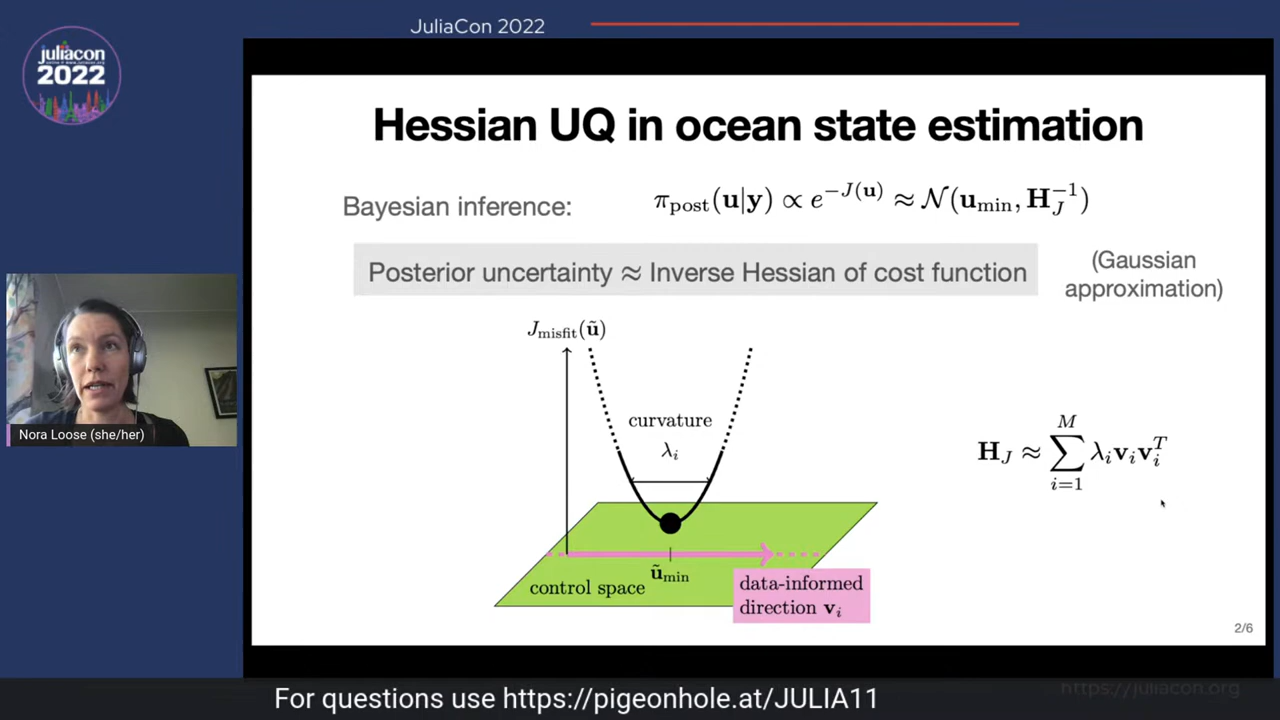 JuliaCon 2022
juliacon
2022
Hessian UQ in ocean state estimation
Bayesian inference:
π_post(u|y) ∝ e^{−J(u)} ≈ 𝒩(u_min, H_J^{−1})
Posterior uncertainty ≈ Inverse Hessian of cost function
(Gaussian
approximation)
J_misfit(ũ)
curvature
λ_i
H_J ≈ ∑_{i=1}^{M} λ_i v_i v_i^T
ũ_min
control space
data-informed
direction v_i
2/6
Nora Loose (she/her)
For questions use https://pigeonhole.at/JULIA11
https://juliacon.org